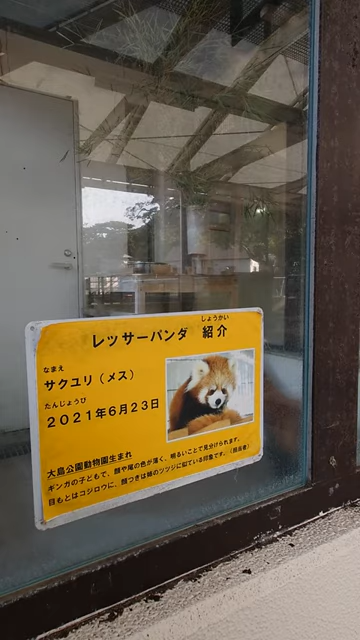 しょうかい
レッサーパンダ 紹介
なまえ
サクユリ（メス）
たんじょうび
2021年6月23日
大島公園動物園生まれ
ギンガの子どもで、顔や尾の色が薄く、明るいことで見分けられます。
目もとはコジロウに、顔つきは姉のツツジに似ている印象です。（担当者）